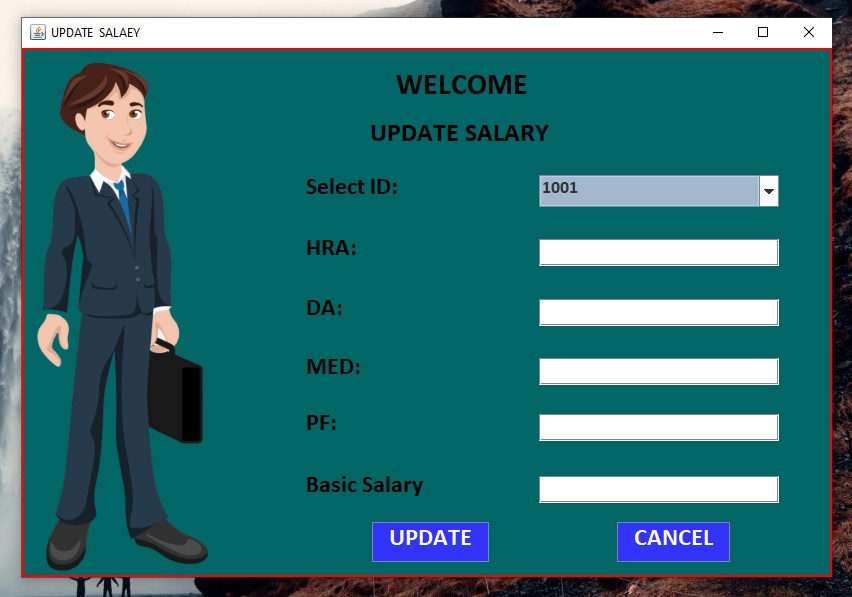 UPDATE SALAEY
WELCOME
UPDATE SALARY
Select ID:
1001
HRA:
DA:
MED:
PF:
Basic Salary
UPDATE
CANCEL